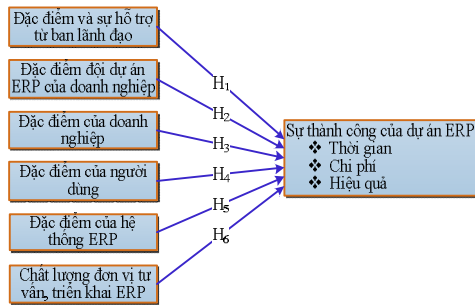 Đặc điểm và sự hỗ trợ
từ ban lãnh đạo
Đặc điểm đội dự án
ERP của doanh nghiệp
Đặc điểm của doanh
nghiệp
Đặc điểm của người
dùng
Đặc điểm của hệ
thống ERP
Chất lượng đơn vị tư
vấn, triển khai ERP
H1
H2
H3
H4
H5
H6
Sự thành công của dự án ERP
❖ Thời gian
❖ Chi phí
❖ Hiệu quả